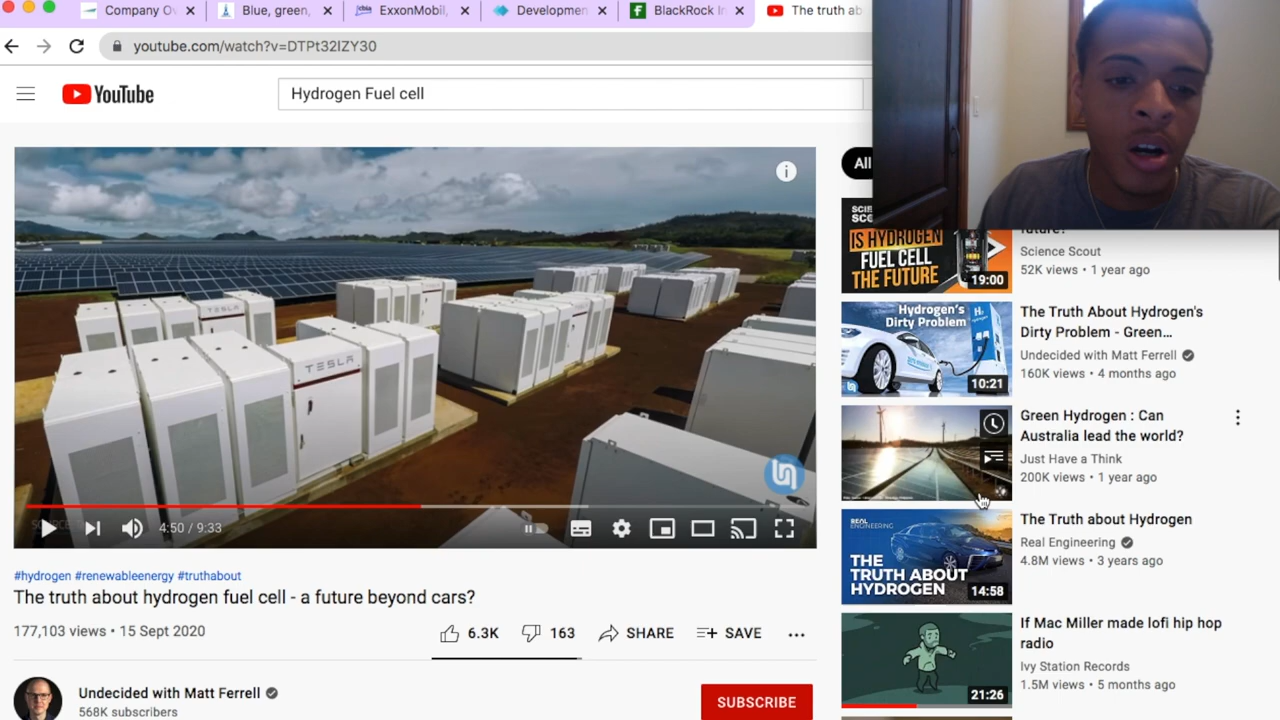 Company Ov
Blue, green,
ExxonMobil,
Developmen
BlackRock In
The truth ab
youtube.com/watch?v=DTPt32IZY30
YouTube
Hydrogen Fuel cell
i
All
TESLA
TESLA
4:50 / 9:33
#hydrogen #renewableenergy #truthabout
The truth about hydrogen fuel cell - a future beyond cars?
177,103 views • 15 Sept 2020
6.3K
163
SHARE
SAVE
Undecided with Matt Ferrell
568K subscribers
SUBSCRIBE
IS HYDROGEN
FUEL CELL
THE FUTURE
19:00
future?
Science Scout
52K views • 1 year ago
Hydrogen's
Dirty Problem
H₂
10:21
The Truth About Hydrogen's
Dirty Problem - Green…
Undecided with Matt Ferrell
160K views • 4 months ago
Green Hydrogen : Can
Australia lead the world?
Just Have a Think
200K views • 1 year ago
REAL
ENGINEERING
THE
TRUTH ABOUT
HYDROGEN
14:58
The Truth about Hydrogen
Real Engineering
4.8M views • 3 years ago
21:26
If Mac Miller made lofi hip hop
radio
Ivy Station Records
1.5M views • 5 months ago